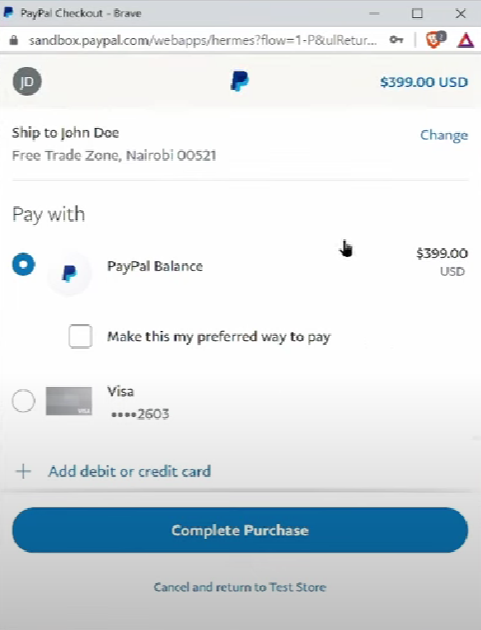 PayPal Checkout - Brave
sandbox.paypal.com/webapps/hermes?flow=1-P&ulRetur...
JD
$399.00 USD
Ship to John Doe
Change
Free Trade Zone, Nairobi 00521
Pay with
PayPal Balance
$399.00
USD
Make this my preferred way to pay
Visa
VISA
••••2603
+ Add debit or credit card
Complete Purchase
Cancel and return to Test Store